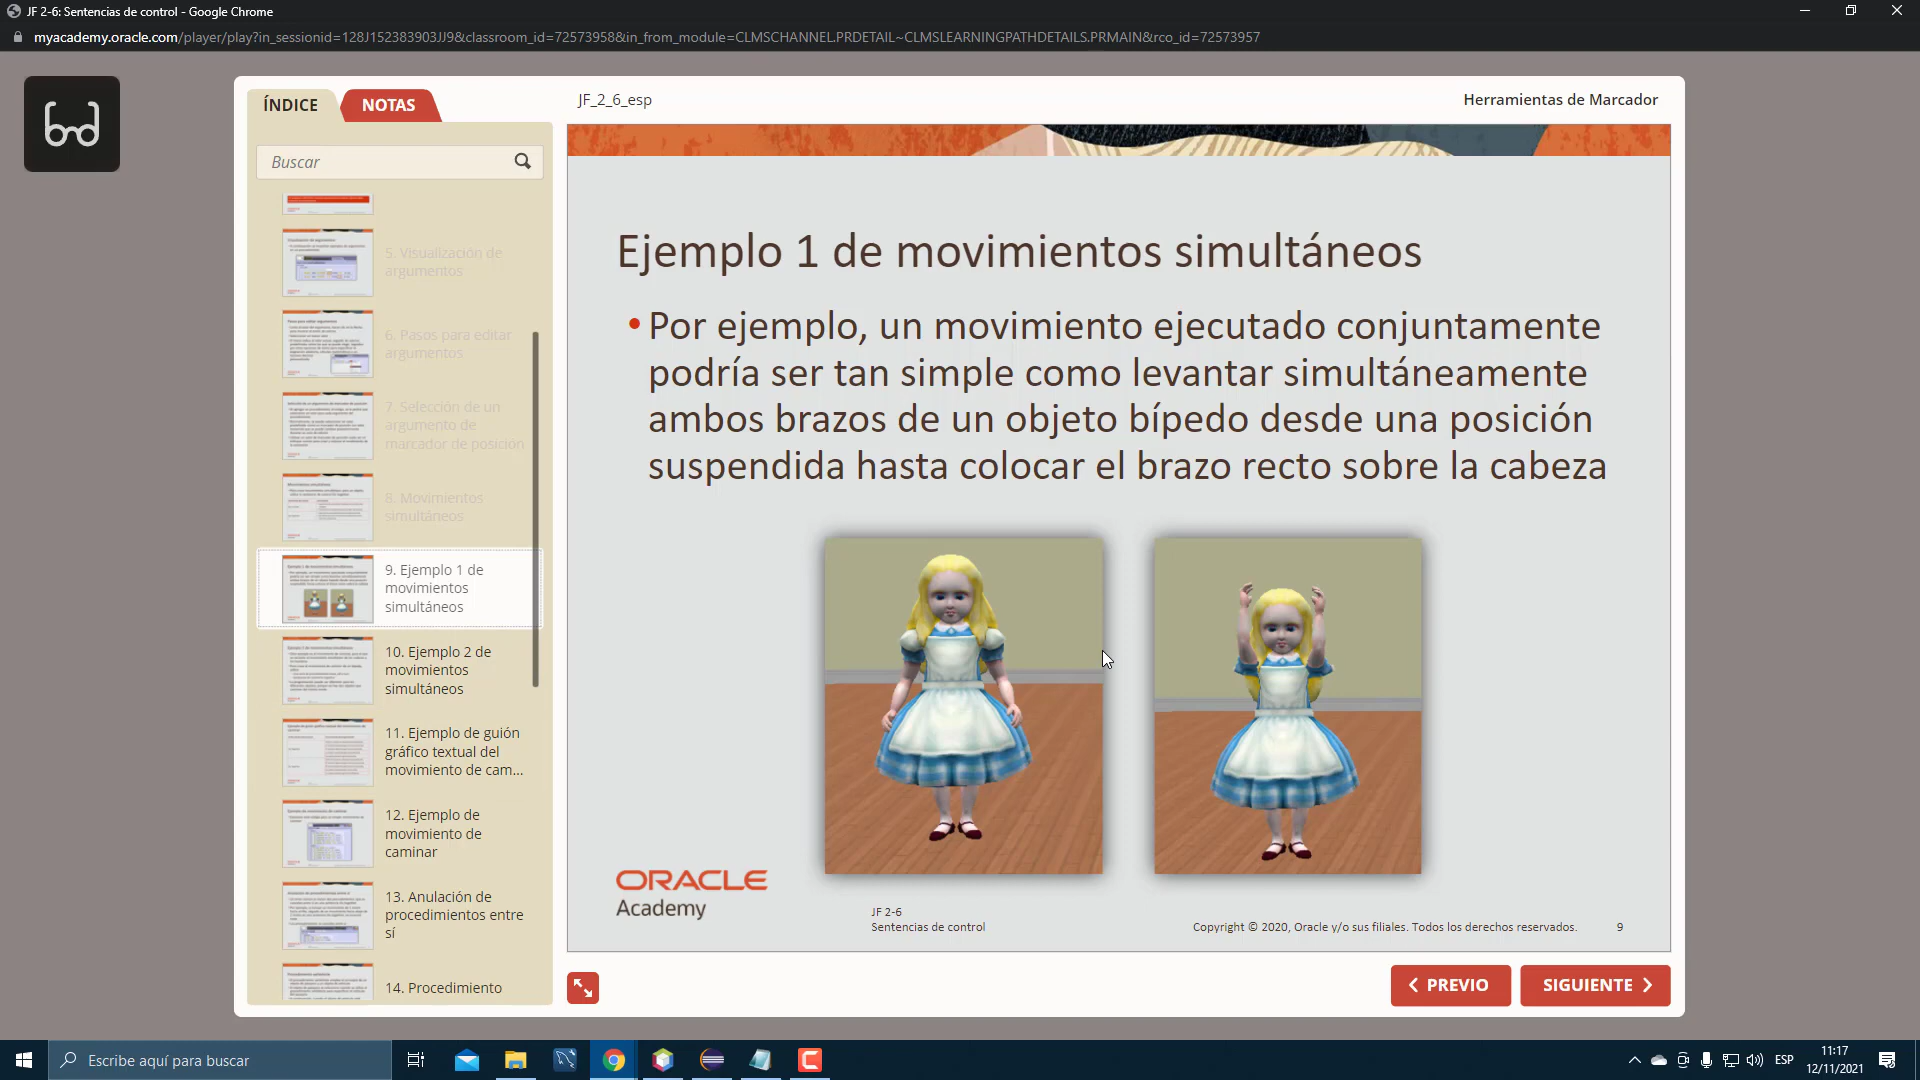 JF 2-6: Sentencias de control - Google Chrome
myacademy.oracle.com/player/play?in_sessionid=128J152383903JJ9&classroom_id=72573958&in_from_module=CLMSCHANNEL.PRDETAIL~CLMSLEARNINGPATHDETAILS.PRMAIN&rco_id=72573957
ÍNDICE
NOTAS
JF_2_6_esp
Herramientas de Marcador
Buscar
5. Visualización de
argumentos
6. Pasos para editar
argumentos
7. Selección de un
argumento de
marcador de posición
8. Movimientos
simultáneos
9. Ejemplo 1 de
movimientos
simultáneos
10. Ejemplo 2 de
movimientos
simultáneos
11. Ejemplo de guión
gráfico textual del
movimiento de cam...
12. Ejemplo de
movimiento de
caminar
13. Anulación de
procedimientos entre
sí
14. Procedimiento
Ejemplo 1 de movimientos simultáneos
• Por ejemplo, un movimiento ejecutado conjuntamente
podría ser tan simple como levantar simultáneamente
ambos brazos de un objeto bípedo desde una posición
suspendida hasta colocar el brazo recto sobre la cabeza
ORACLE
Academy
JF 2-6
Sentencias de control
Copyright © 2020, Oracle y/o sus filiales. Todos los derechos reservados.
9
PREVIO
SIGUIENTE
Escribe aquí para buscar
ESP
11:17
12/11/2021